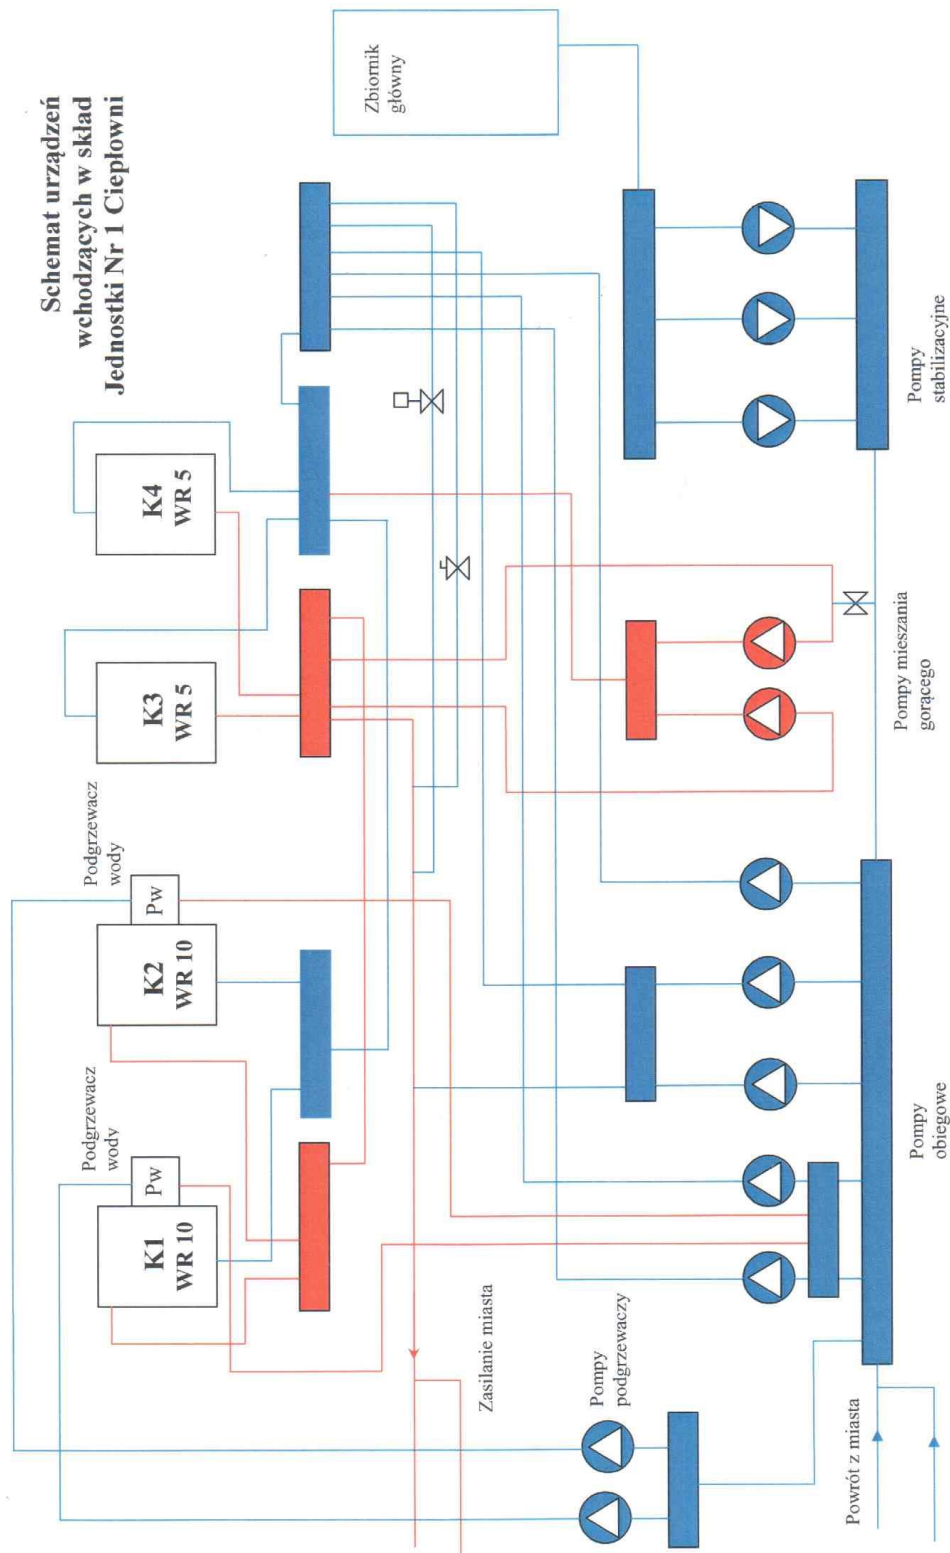 Schemat urządzeń
wchodzących w skład
Jednostki Nr 1 Ciepłowni
K1
WR 10
Pw
Podgrzewacz
wody
K2
WR 10
Pw
Podgrzewacz
wody
K3
WR 5
K4
WR 5
Zbiornik
główny
Zasilanie miasta
Pompy
podgrzewaczy
Powrót z miasta
Pompy
obiegowe
Pompy mieszania
gorącego
Pompy
stabilizacyjne